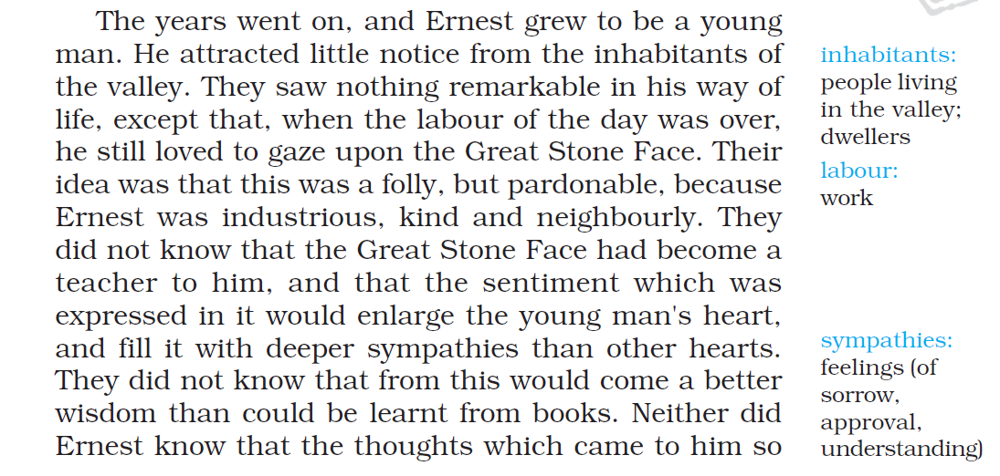 The years went on, and Ernest grew to be a young
man. He attracted little notice from the inhabitants of
the valley. They saw nothing remarkable in his way of
life, except that, when the labour of the day was over,
he still loved to gaze upon the Great Stone Face. Their
idea was that this was a folly, but pardonable, because
Ernest was industrious, kind and neighbourly. They
did not know that the Great Stone Face had become a
teacher to him, and that the sentiment which was
expressed in it would enlarge the young man's heart,
and fill it with deeper sympathies than other hearts.
They did not know that from this would come a better
wisdom than could be learnt from books. Neither did
Ernest know that the thoughts which came to him so
inhabitants:
people living
in the valley;
dwellers
labour:
work
sympathies:
feelings (of
sorrow,
approval,
understanding)